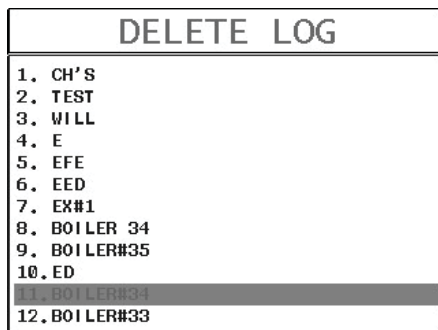 DELETE LOG
1. CH'S
2. TEST
3. WILL
4. E
5. EFE
6. EED
7. EX#1
8. BOILER 34
9. BOILER#35
10.ED
11.BOILER#34
12.BOILER#33